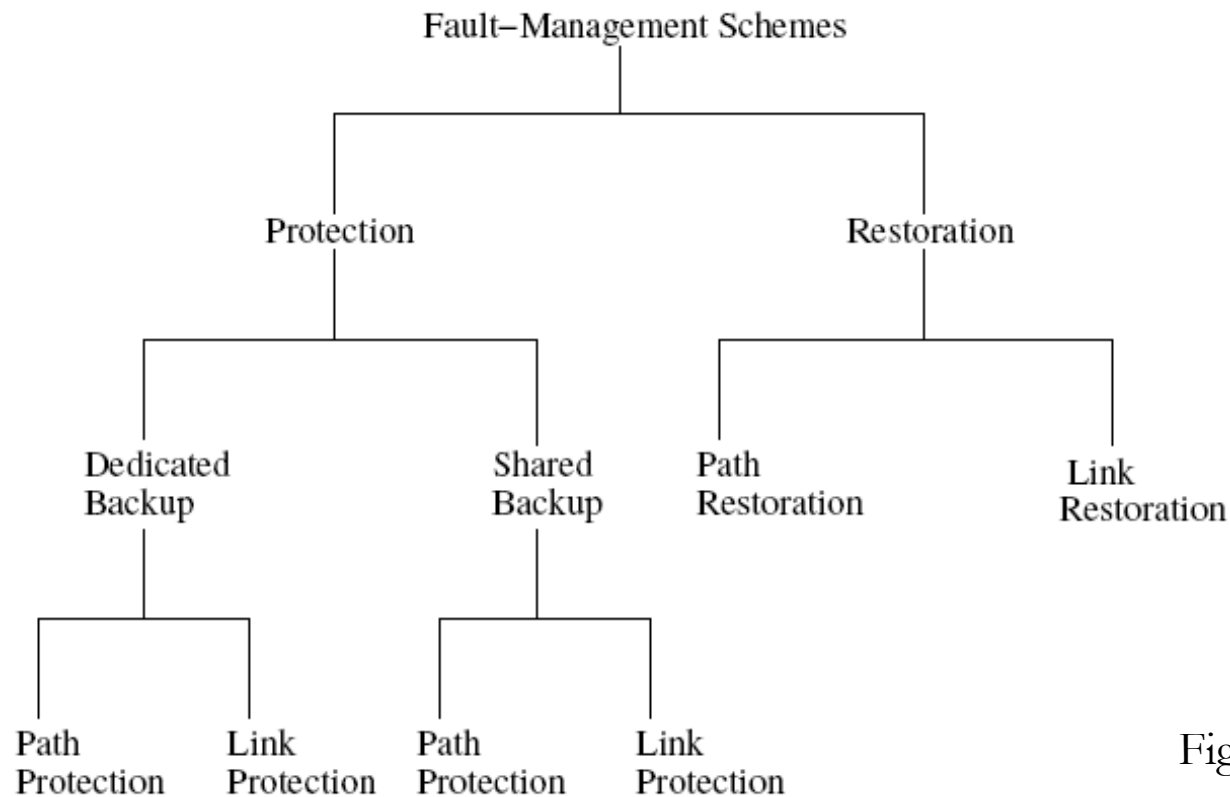 Fault–Management Schemes
Protection
Restoration
Dedicated
Backup
Shared
Backup
Path
Restoration
Link
Restoration
Path
Protection
Link
Protection
Path
Protection
Link
Protection
Fig